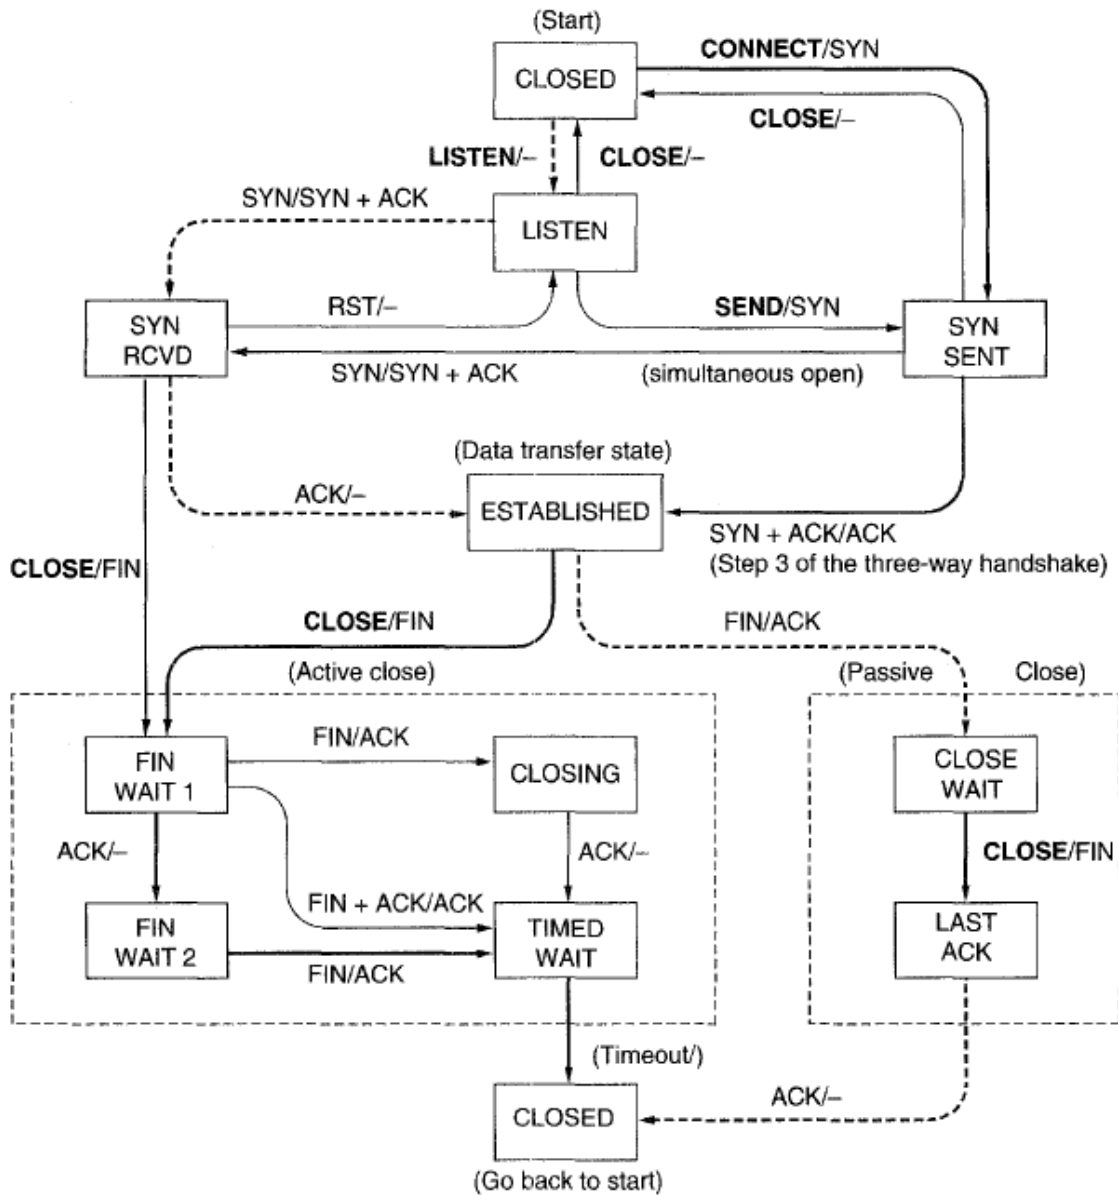 (Start)
CONNECT/SYN
CLOSED
CLOSE/–
LISTEN/–
CLOSE/–
SYN/SYN + ACK
LISTEN
RST/–
SEND/SYN
SYN
RCVD
SYN
SENT
SYN/SYN + ACK
(simultaneous open)
(Data transfer state)
ACK/–
ESTABLISHED
SYN + ACK/ACK
(Step 3 of the three-way handshake)
CLOSE/FIN
CLOSE/FIN
FIN/ACK
(Active close)
(Passive Close)
FIN/ACK
FIN
WAIT 1
CLOSING
CLOSE
WAIT
ACK/–
ACK/–
CLOSE/FIN
FIN + ACK/ACK
FIN
WAIT 2
TIMED
WAIT
LAST
ACK
FIN/ACK
(Timeout/)
CLOSED
ACK/–
(Go back to start)